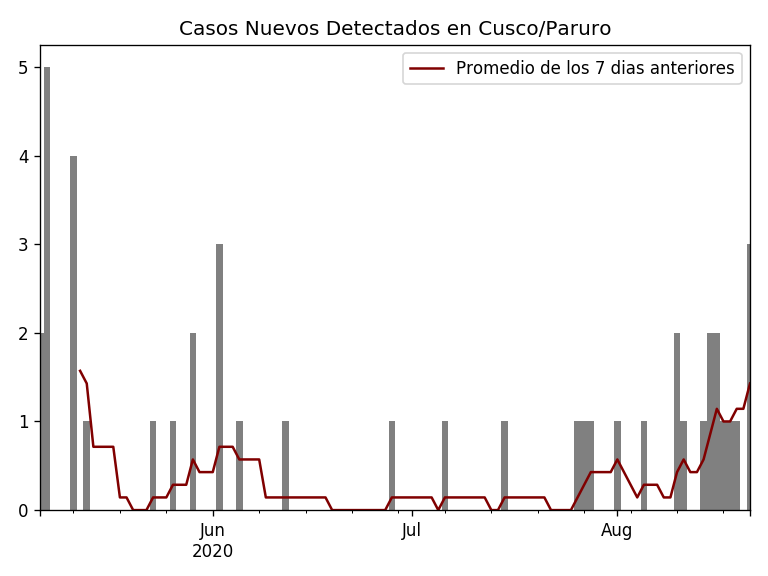 Casos Nuevos Detectados en Cusco/Paruro
Promedio de los 7 dias anteriores
5
4
3
2
1
0
Jun
2020
Jul
Aug